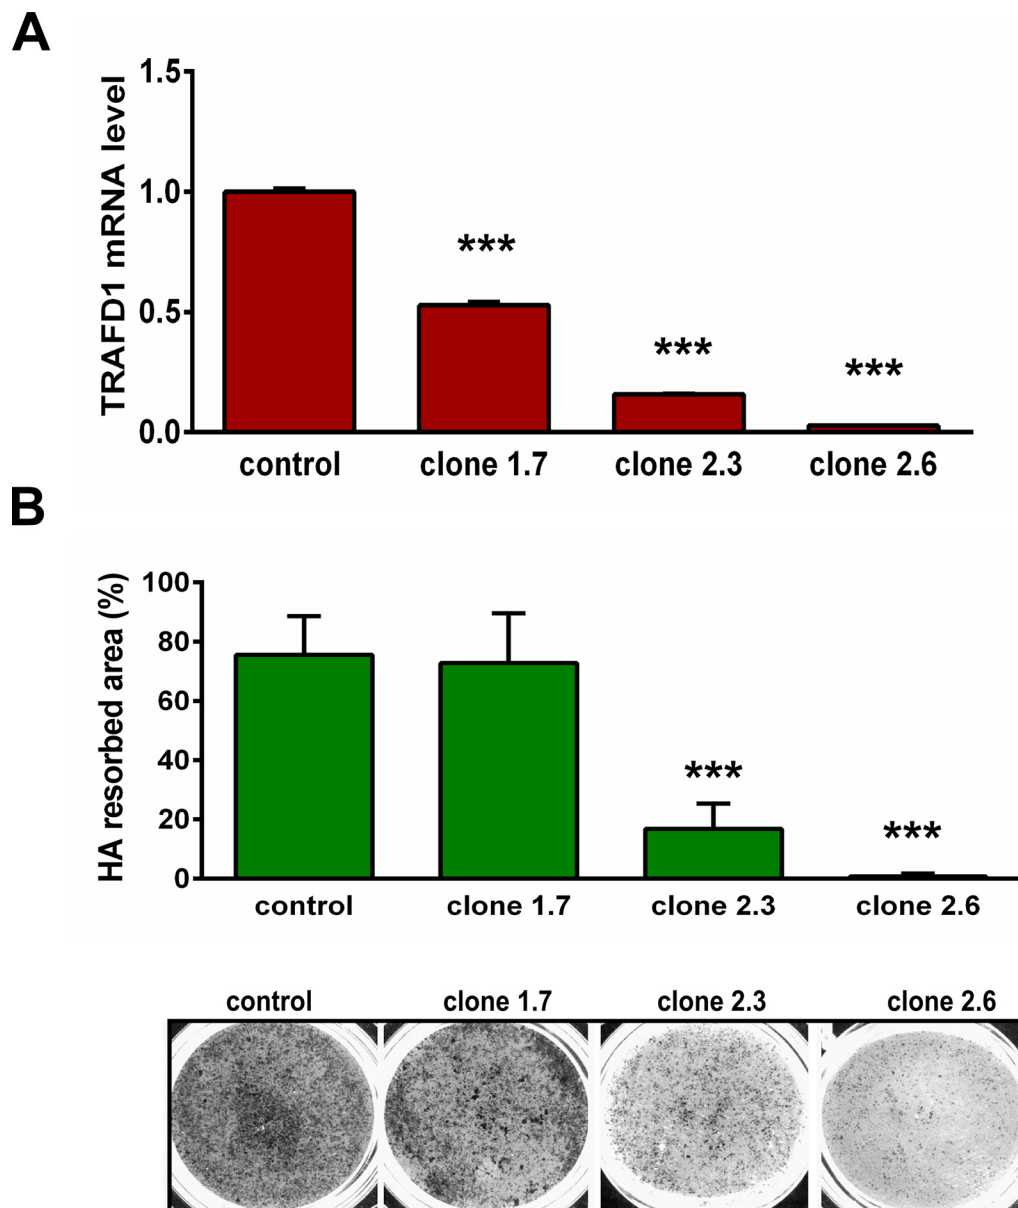 A
TRAFD1 mRNA level
1.5
1.0
0.5
0.0
***
***
***
control clone 1.7 clone 2.3 clone 2.6
B
HA resorbed area (%)
100
80
60
40
20
0
***
***
control clone 1.7 clone 2.3 clone 2.6
control clone 1.7 clone 2.3 clone 2.6